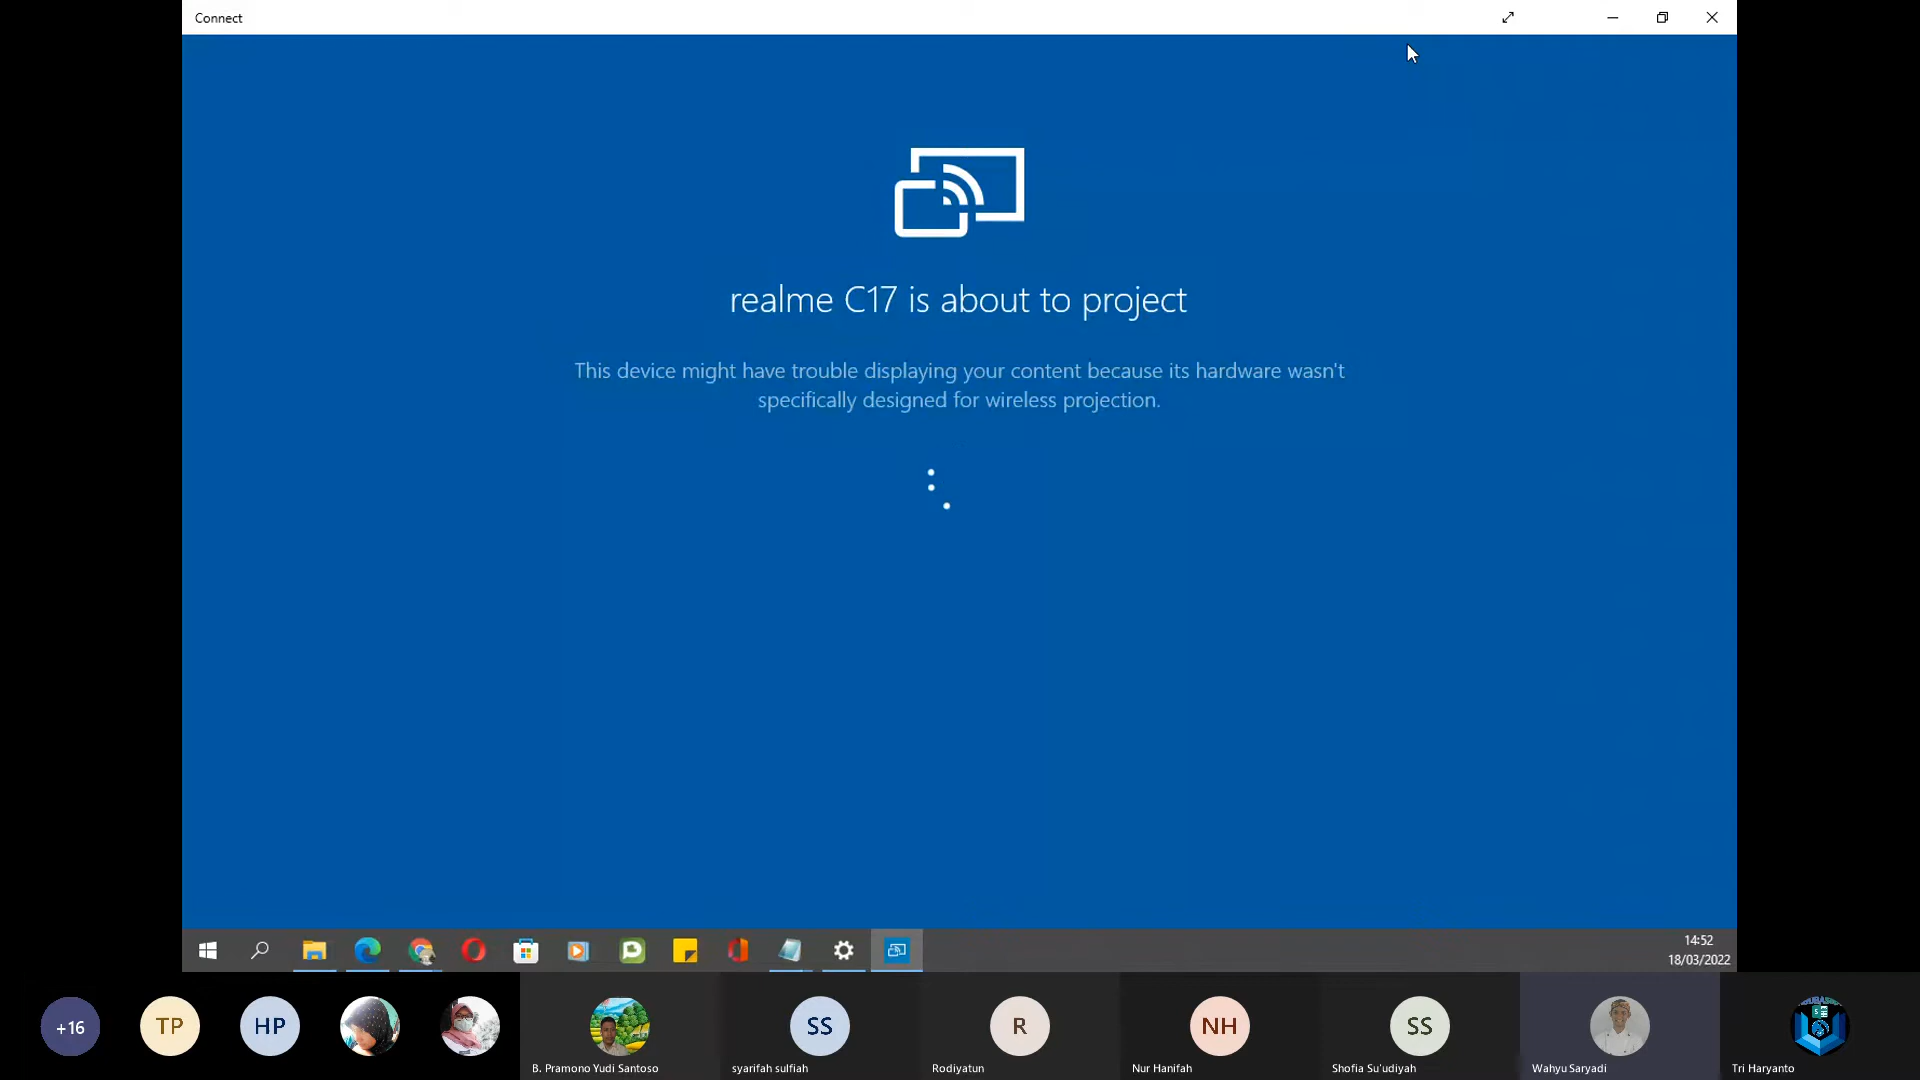 Connect
realme C17 is about to project
This device might have trouble displaying your content because its hardware wasn't
specifically designed for wireless projection.
14:52
18/03/2022
+16
TP
HP
SS
R
NH
SS
B. Pramono Yudi Santoso
syarifah sulfiah
Rodiyatun
Nur Hanifah
Shofia Su'udiyah
Wahyu Saryadi
Tri Haryanto